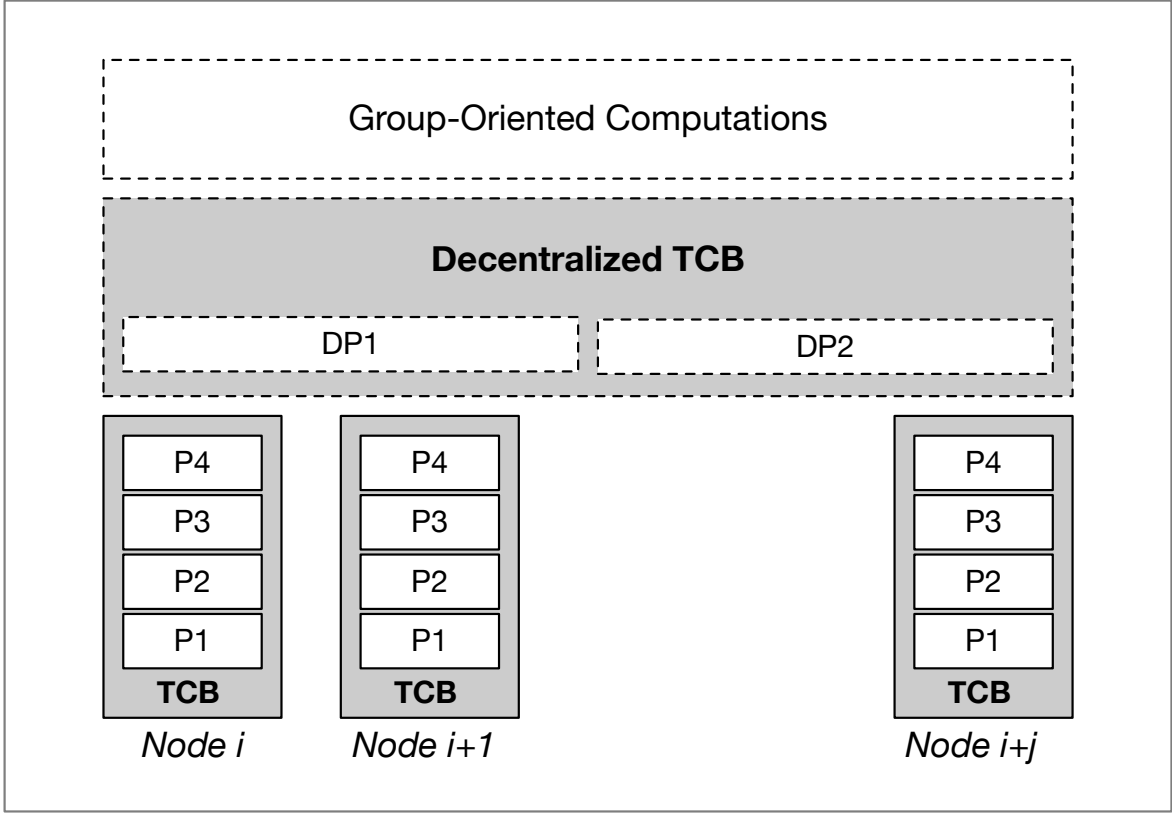 Group-Oriented Computations
Decentralized TCB
DP1
DP2
P4
P3
P2
P1
TCB
Node i
P4
P3
P2
P1
TCB
Node i+1
P4
P3
P2
P1
TCB
Node i+j